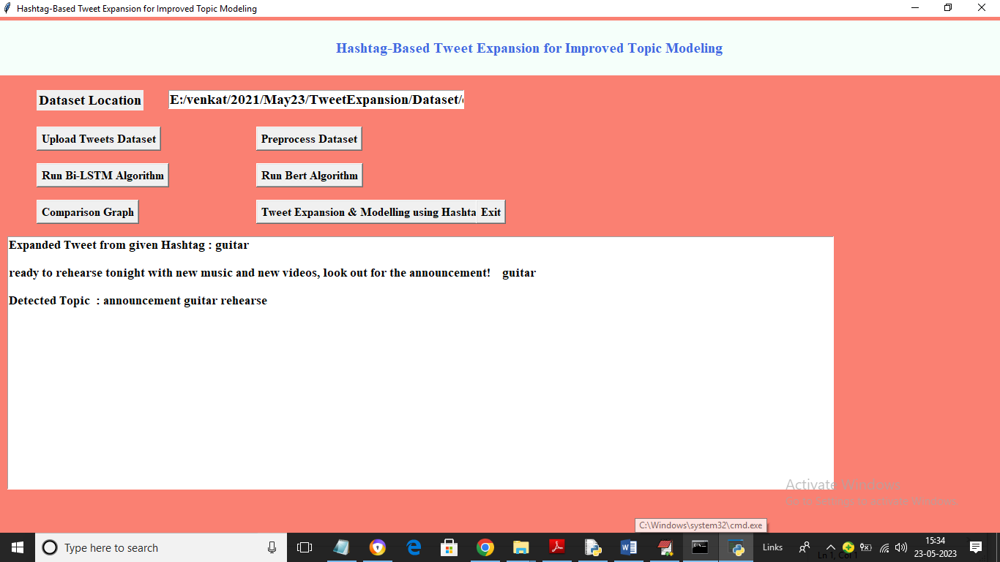 Hashtag-Based Tweet Expansion for Improved Topic Modeling
Hashtag-Based Tweet Expansion for Improved Topic Modeling
Dataset Location E:/venkat/2021/May23/TweetExpansion/Dataset/
Upload Tweets Dataset Preprocess Dataset
Run Bi-LSTM Algorithm Run Bert Algorithm
Comparison Graph Tweet Expansion & Modelling using Hashta Exit
Expanded Tweet from given Hashtag : guitar
ready to rehearse tonight with new music and new videos, look out for the announcement! guitar
Detected Topic : announcement guitar rehearse
Activate Windows
Go to Settings to activate Windows.
C:\Windows\system32\cmd.exe
Type here to search Links 15:34
Ln 1, Col 1 23-05-2023